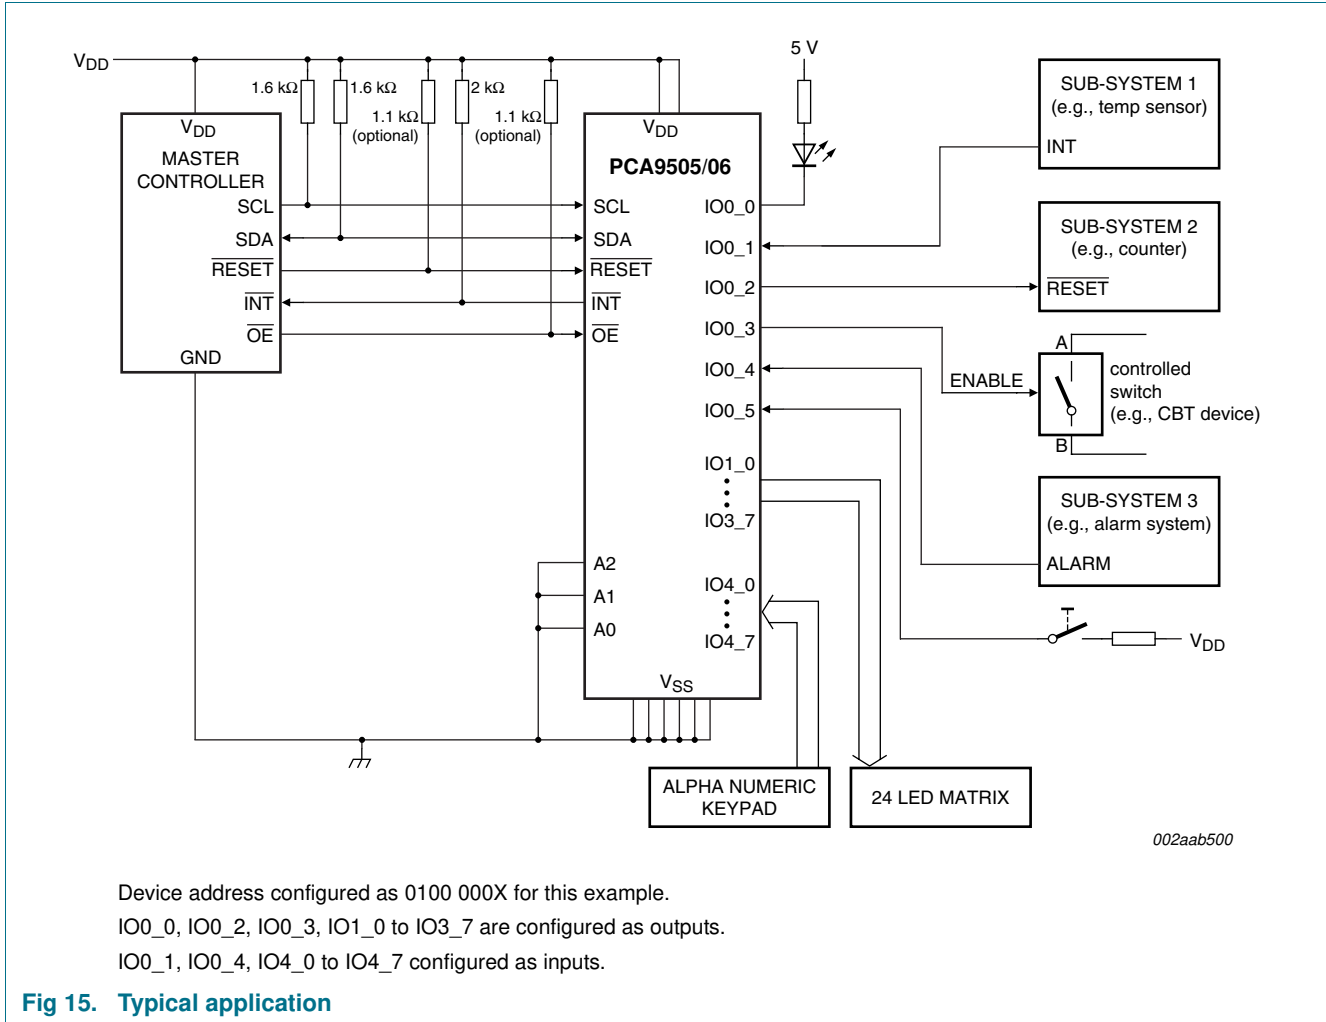 5 V
V_DD
1.6 kΩ
1.6 kΩ
1.1 kΩ
(optional)
2 kΩ
1.1 kΩ
(optional)
V_DD
MASTER
CONTROLLER
SCL
SDA
RESET
INT
OE
GND
V_DD
PCA9505/06
SCL
SDA
RESET
INT
OE
A2
A1
A0
V_SS
IO0_0
IO0_1
IO0_2
IO0_3
IO0_4
IO0_5
IO1_0
IO3_7
IO4_0
IO4_7
SUB-SYSTEM 1
(e.g., temp sensor)
INT
SUB-SYSTEM 2
(e.g., counter)
RESET
A
ENABLE
B
controlled
switch
(e.g., CBT device)
SUB-SYSTEM 3
(e.g., alarm system)
ALARM
V_DD
ALPHA NUMERIC
KEYPAD
24 LED MATRIX
002aab500
Device address configured as 0100 000X for this example.
IO0_0, IO0_2, IO0_3, IO1_0 to IO3_7 are configured as outputs.
IO0_1, IO0_4, IO4_0 to IO4_7 configured as inputs.
Fig 15. Typical application